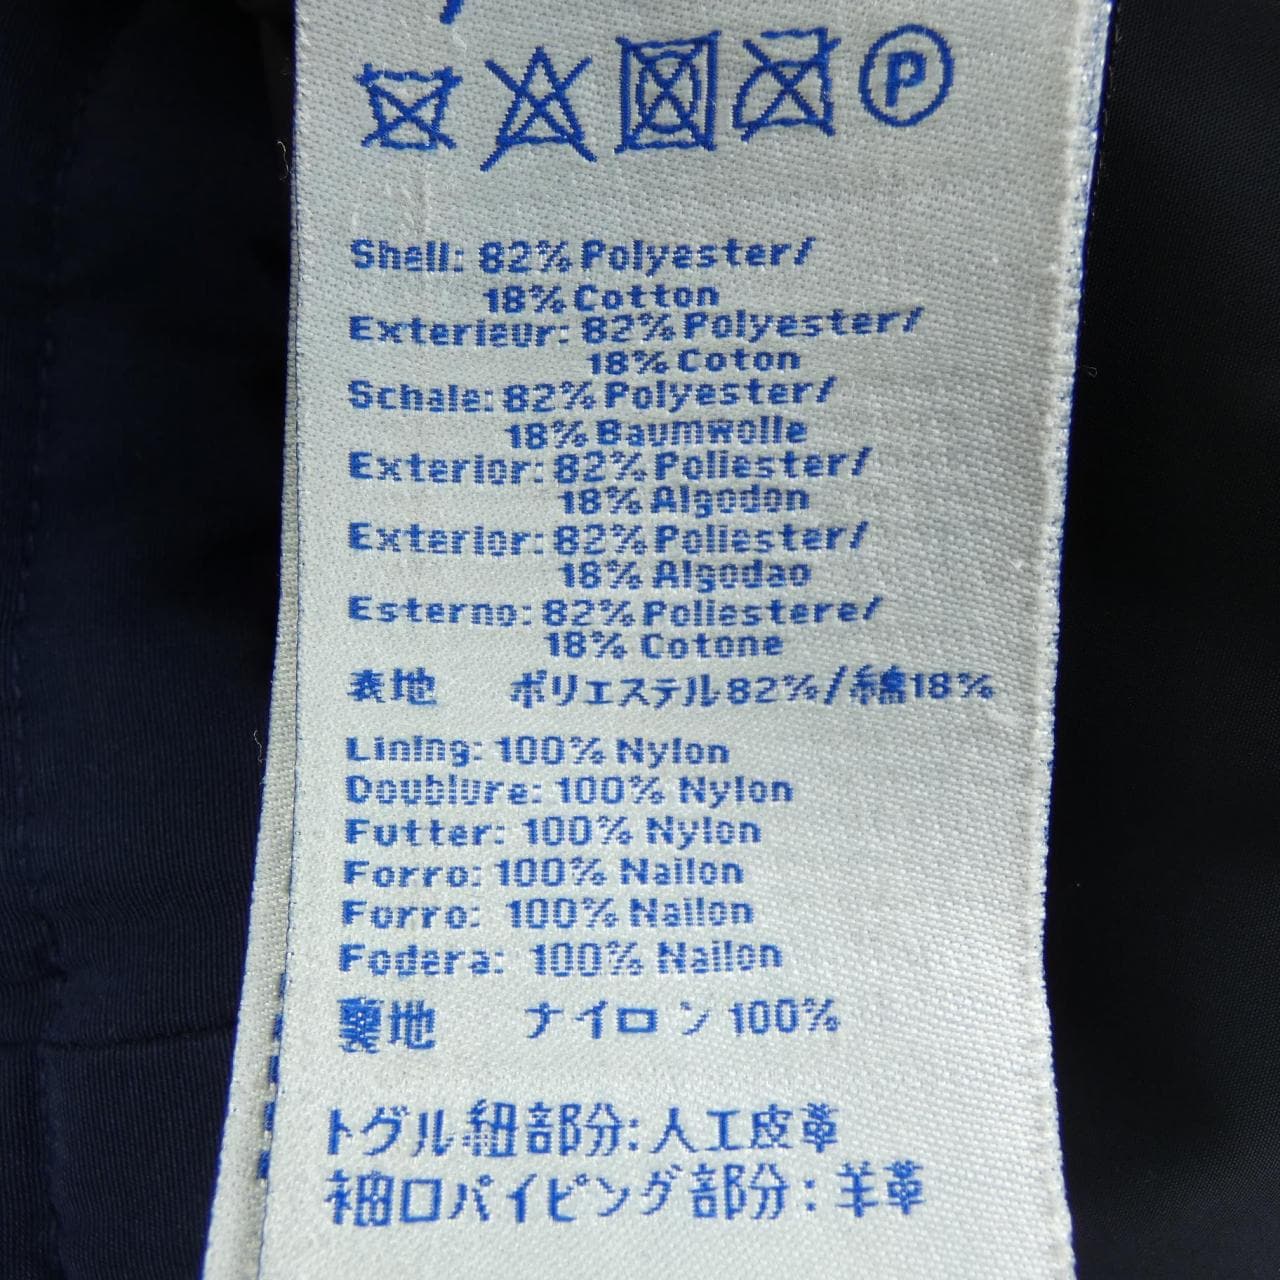 P
Shell: 82% Polyester/
18% Cotton
Exterieur: 82% Polyester/
18% Coton
Schale: 82% Polyester/
18% Baumwolle
Exterior: 82% Poliester/
18% Algodon
Exterior: 82% Poliester/
18% Algodao
Esterno: 82% Poliestere/
18% Cotone
表地 ポリエステル82%/綿18%
Lining: 100% Nylon
Doublure: 100% Nylon
Futter: 100% Nylon
Forro: 100% Nailon
Forro: 100% Nailon
Fodera: 100% Nailon
裏地 ナイロン 100%
トグル紐部分: 人工皮革
袖口パイピング部分: 羊革